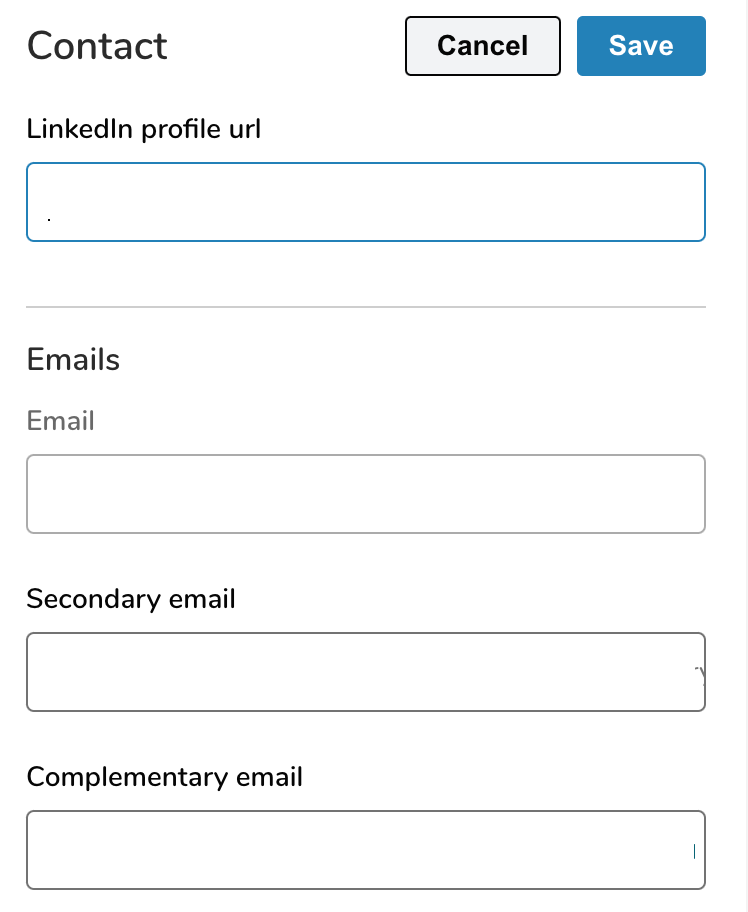 Contact
Cancel
Save
LinkedIn profile url
.
Emails
Email
Secondary email
Complementary email